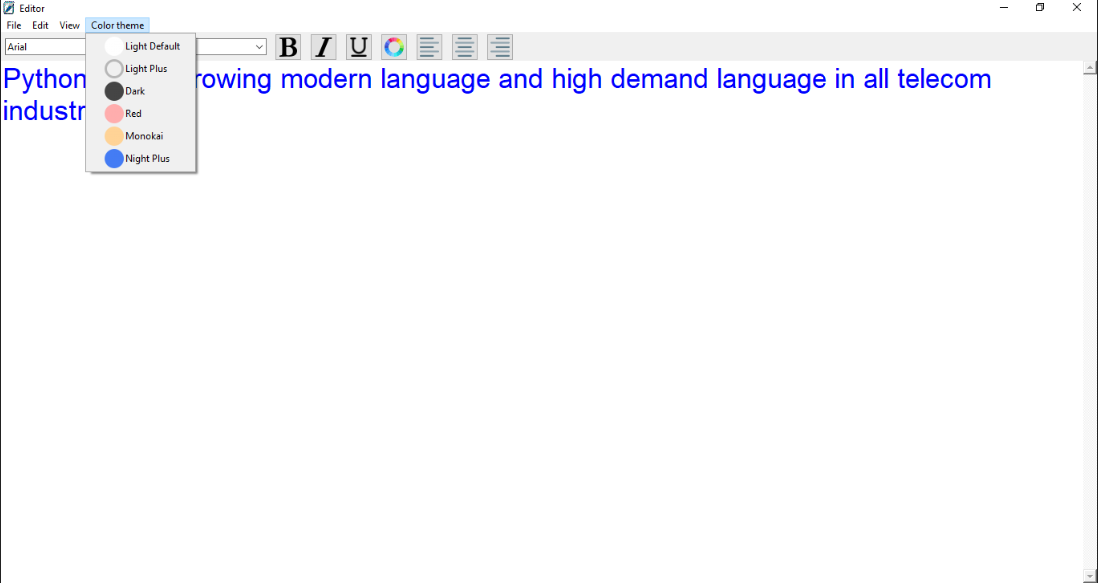 Editor
File Edit View Color theme
Arial
B I U
Light Default
Light Plus
Dark
Red
Monokai
Night Plus
Python rowing modern language and high demand language in all telecom
industr